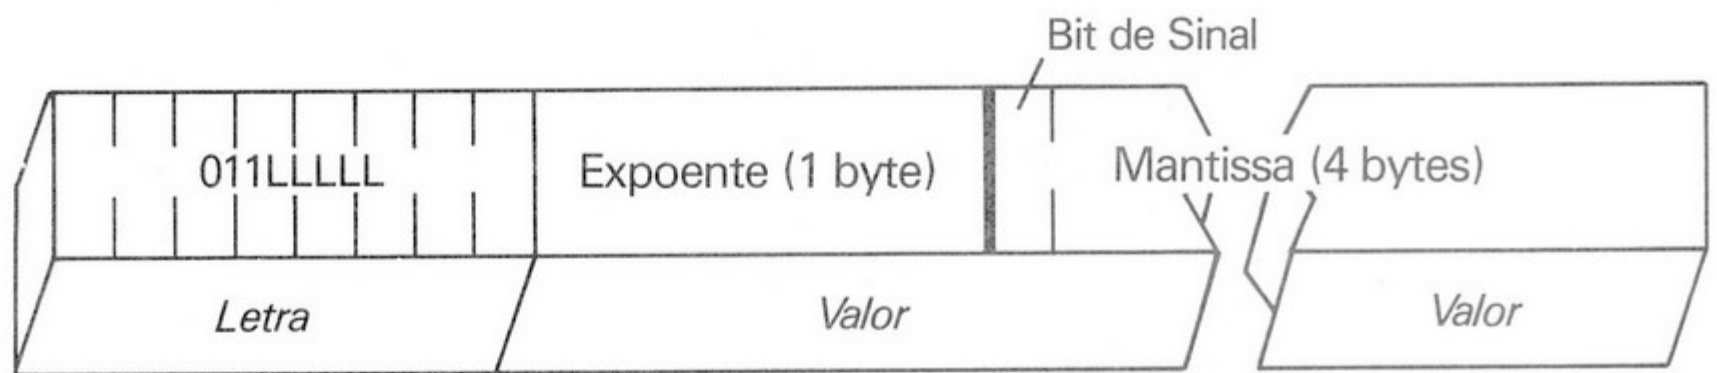 Bit de Sinal
011LLLLL Expoente (1 byte) Mantissa (4 bytes)
Letra Valor Valor